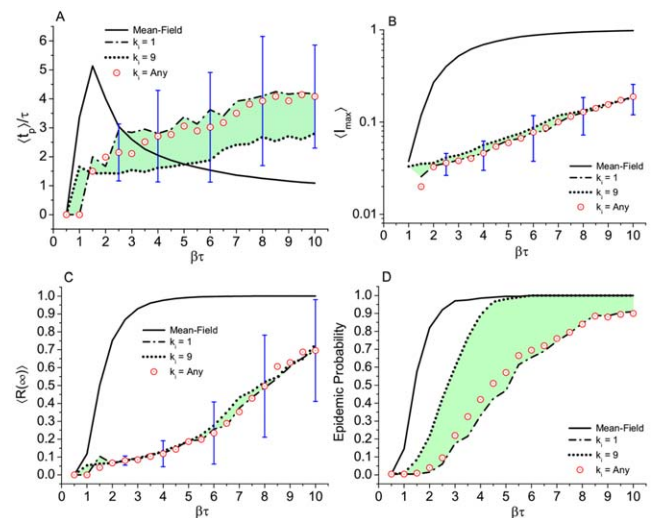 A
⟨t_p⟩/τ
6
5
4
3
2
1
0
Mean-Field
k_i = 1
k_i = 9
k_i = Any
0 1 2 3 4 5 6 7 8 9 10
βτ
B
⟨I_max⟩
1
0.1
0.01
Mean-Field
k_i = 1
k_i = 9
k_i = Any
0 1 2 3 4 5 6 7 8 9 10
βτ
C
⟨R(∞)⟩
1.0
0.9
0.8
0.7
0.6
0.5
0.4
0.3
0.2
0.1
0.0
Mean-Field
k_i = 1
k_i = 9
k_i = Any
0 1 2 3 4 5 6 7 8 9 10
βτ
D
Epidemic Probability
1.0
0.9
0.8
0.7
0.6
0.5
0.4
0.3
0.2
0.1
0.0
Mean-Field
k_i = 1
k_i = 9
k_i = Any
0 1 2 3 4 5 6 7 8 9 10
βτ